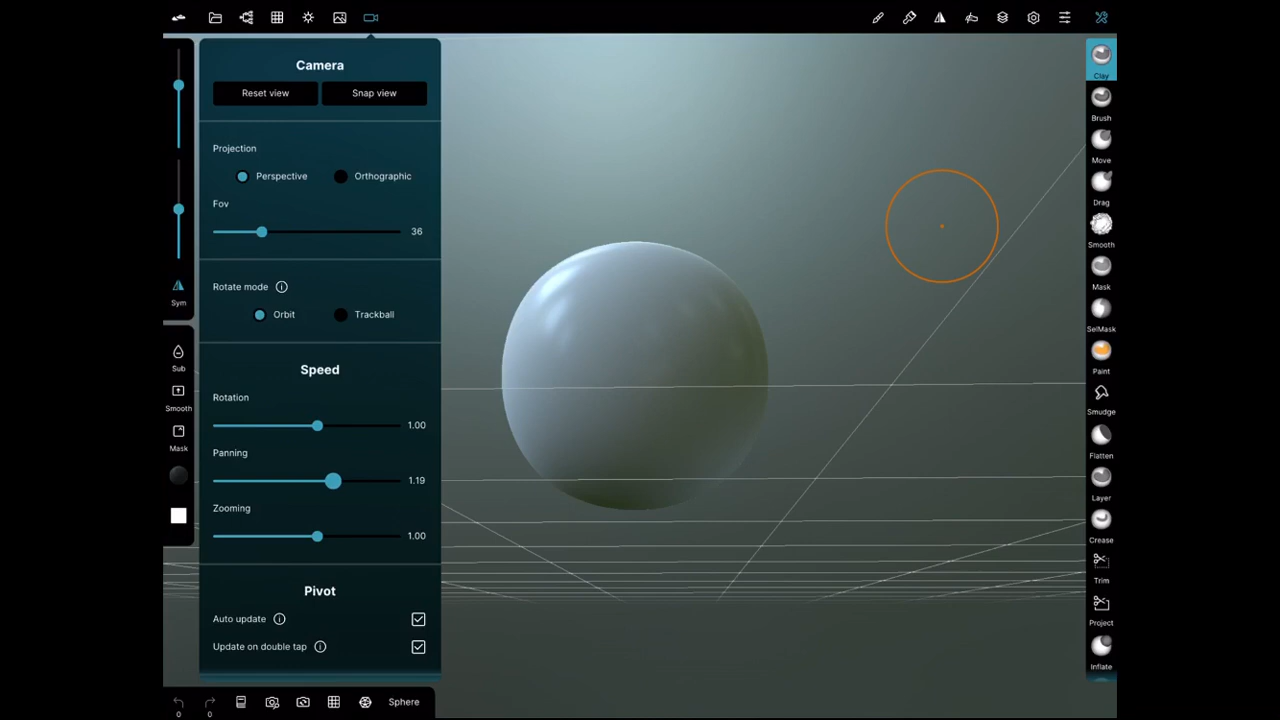 Camera
Reset view
Snap view
Projection
Perspective
Orthographic
Fov
36
Rotate mode
Orbit
Trackball
Speed
Rotation
1.00
Panning
1.19
Zooming
1.00
Pivot
Auto update
Update on double tap
Sym
Sub
Smooth
Mask
0
0
Sphere
Clay
Brush
Move
Drag
Smooth
Mask
SelMask
Paint
Smudge
Flatten
Layer
Crease
Trim
Project
Inflate